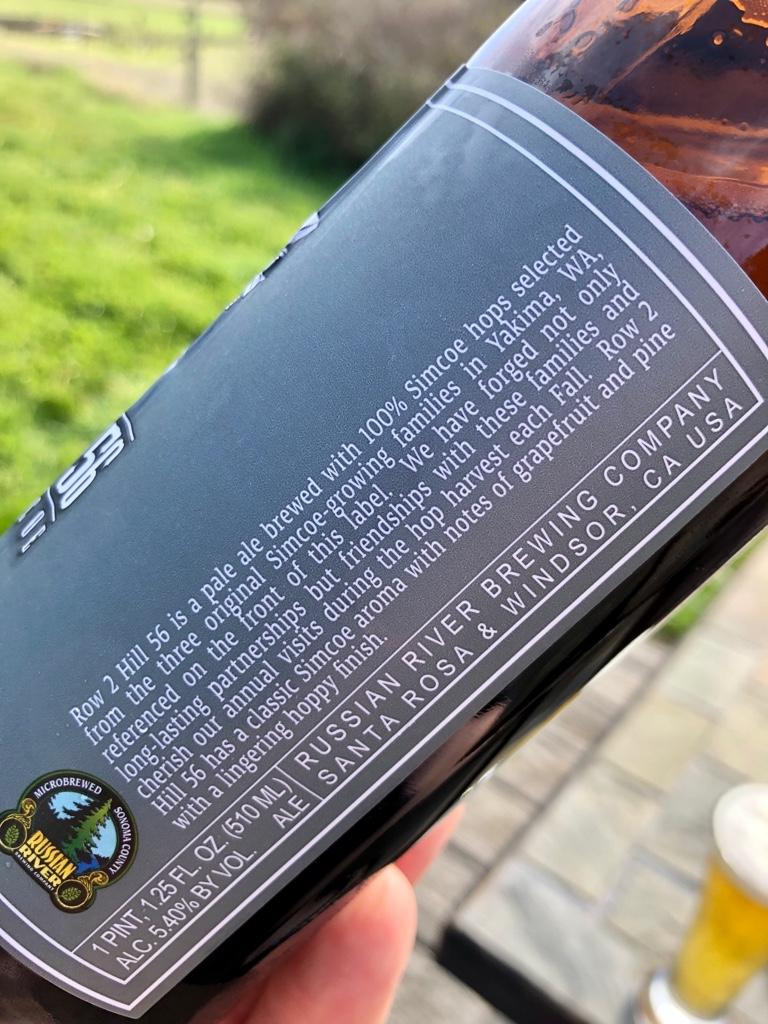 Row 2 Hill 56 is a pale ale brewed with 100% Simcoe hops selected
from the three original Simcoe-growing families in Yakima, WA,
referenced on the front of this label. We have forged not only
long-lasting partnerships but friendships with these families and
cherish our annual visits during the hop harvest each Fall. Row 2
Hill 56 has a classic Simcoe aroma with notes of grapefruit and pine
with a lingering hoppy finish.
MICROBREWED
SONOMA COUNTY
RUSSIAN
RIVER
BREWING COMPANY
1 PINT, 1.25 FL. OZ. (510 ML)
ALC. 5.40% BY VOL.
ALE
RUSSIAN RIVER BREWING COMPANY
SANTA ROSA & WINDSOR, CA USA